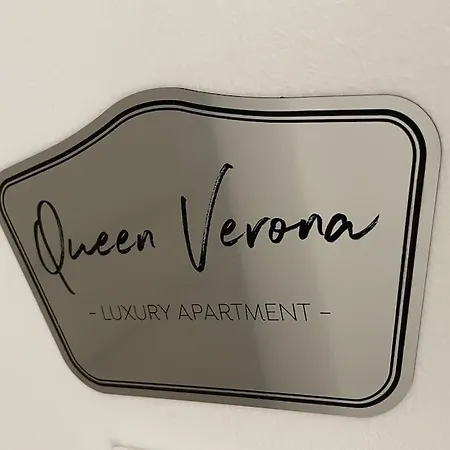 Queen Verona
- LUXURY APARTMENT -